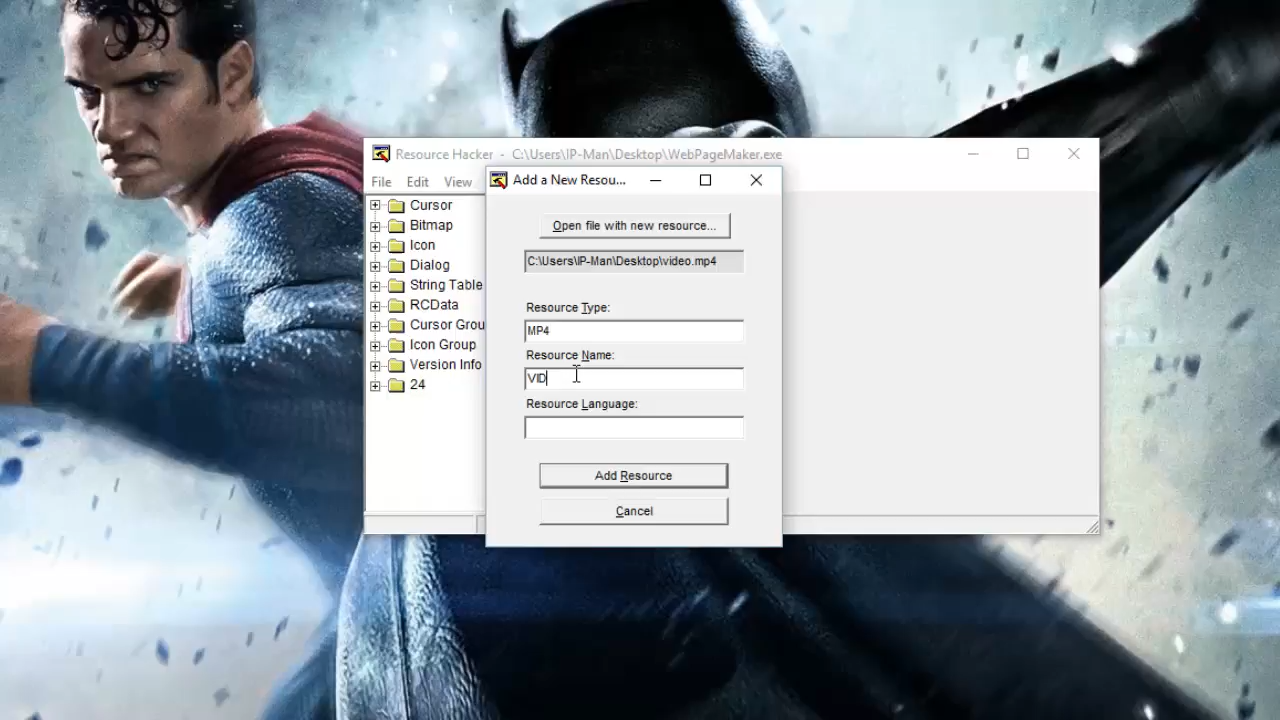 Resource Hacker - C:\Users\IP-Man\Desktop\WebPageMaker.exe
File Edit View
Cursor
Bitmap
Icon
Dialog
String Table
RCData
Cursor Grou
Icon Group
Version Info
24
Add a New Resou...
Open file with new resource...
C:\Users\IP-Man\Desktop\video.mp4
Resource Type:
MP4
Resource Name:
VID
Resource Language:
Add Resource
Cancel